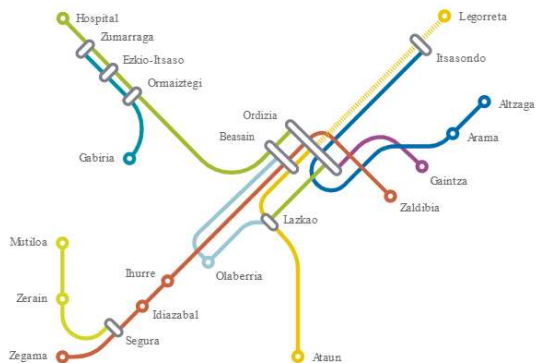 Hospital
Legorreta
Zumarraga
Ezkio-Itsaso
Itsasondo
Ormaiztegi
Ordizia
Altzaga
Beasain
Arama
Gabiria
Gaintza
Zaldibia
Lazkao
Mutiloa
Ihurre
Olaberria
Zerain
Idiazabal
Segura
Zegama
Ataun